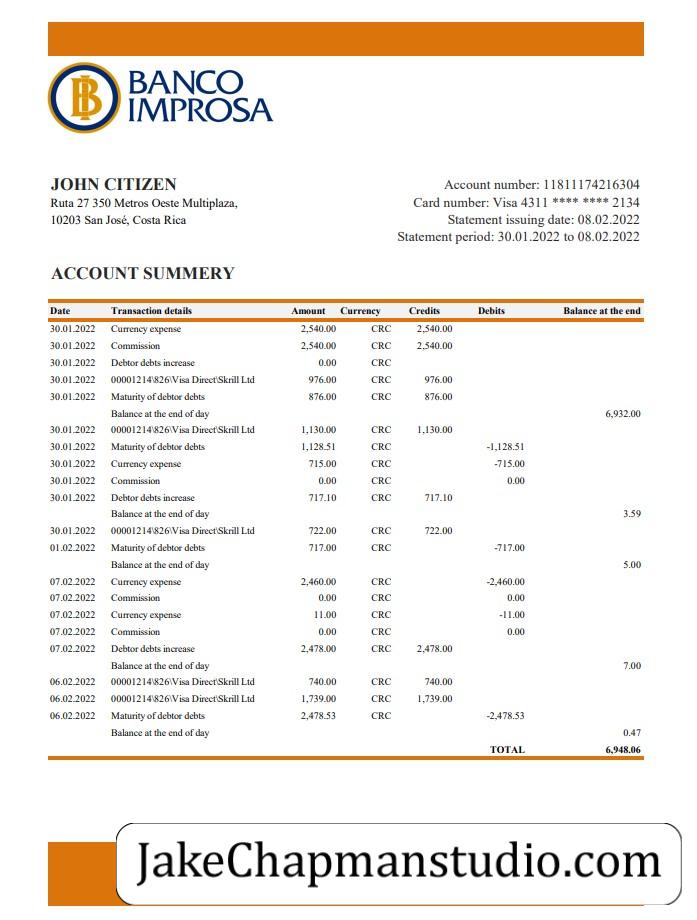 BANCO
IMPROSA
JOHN CITIZEN
Ruta 27 350 Metros Oeste Multiplaza,
10203 San José, Costa Rica
Account number: 11811174216304
Card number: Visa 4311 **** **** 2134
Statement issuing date: 08.02.2022
Statement period: 30.01.2022 to 08.02.2022
ACCOUNT SUMMERY
Date Transaction details Amount Currency Credits Debits Balance at the end
30.01.2022 Currency expense 2,540.00 CRC 2,540.00
30.01.2022 Commission 2,540.00 CRC 2,540.00
30.01.2022 Debtor debts increase 0.00 CRC
30.01.2022 00001214\826\Visa Direct\Skrill Ltd 976.00 CRC 976.00
30.01.2022 Maturity of debtor debts 876.00 CRC 876.00
Balance at the end of day 6,932.00
30.01.2022 00001214\826\Visa Direct\Skrill Ltd 1,130.00 CRC 1,130.00
30.01.2022 Maturity of debtor debts 1,128.51 CRC -1,128.51
30.01.2022 Currency expense 715.00 CRC -715.00
30.01.2022 Commission 0.00 CRC 0.00
30.01.2022 Debtor debts increase 717.10 CRC 717.10
Balance at the end of day 3.59
30.01.2022 00001214\826\Visa Direct\Skrill Ltd 722.00 CRC 722.00
01.02.2022 Maturity of debtor debts 717.00 CRC -717.00
Balance at the end of day 5.00
07.02.2022 Currency expense 2,460.00 CRC -2,460.00
07.02.2022 Commission 0.00 CRC 0.00
07.02.2022 Currency expense 11.00 CRC -11.00
07.02.2022 Commission 0.00 CRC 0.00
07.02.2022 Debtor debts increase 2,478.00 CRC 2,478.00
Balance at the end of day 7.00
06.02.2022 00001214\826\Visa Direct\Skrill Ltd 740.00 CRC 740.00
06.02.2022 00001214\826\Visa Direct\Skrill Ltd 1,739.00 CRC 1,739.00
06.02.2022 Maturity of debtor debts 2,478.53 CRC -2,478.53
Balance at the end of day 0.47
TOTAL 6,948.06
JakeChapmanstudio.com